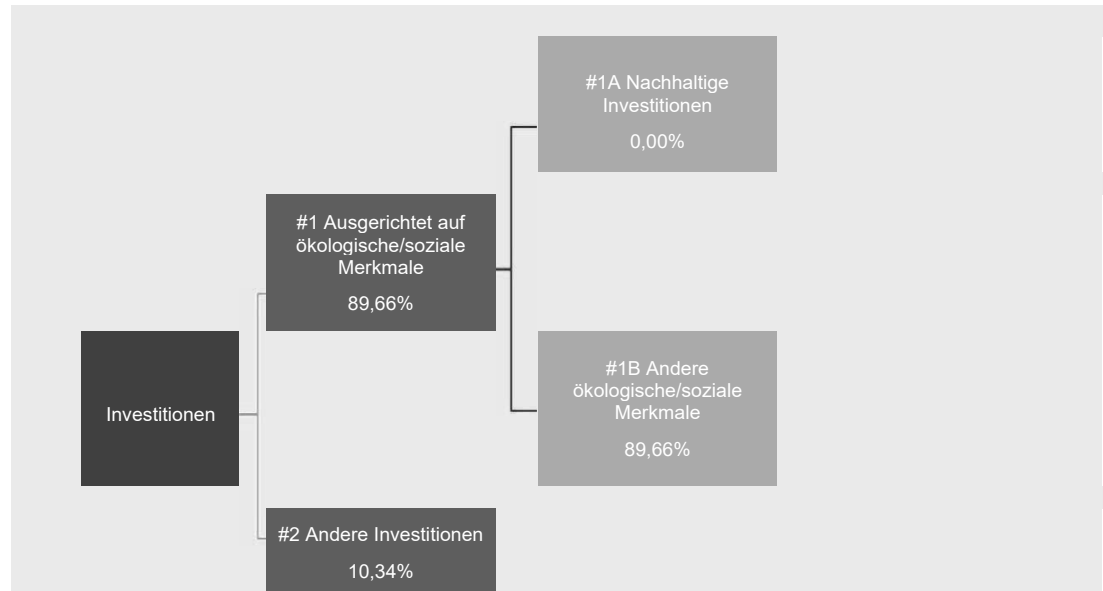 #1A Nachhaltige
Investitionen
0,00%
#1 Ausgerichtet auf
ökologische/soziale
Merkmale
89,66%
Investitionen
#1B Andere
ökologische/soziale
Merkmale
89,66%
#2 Andere Investitionen
10,34%